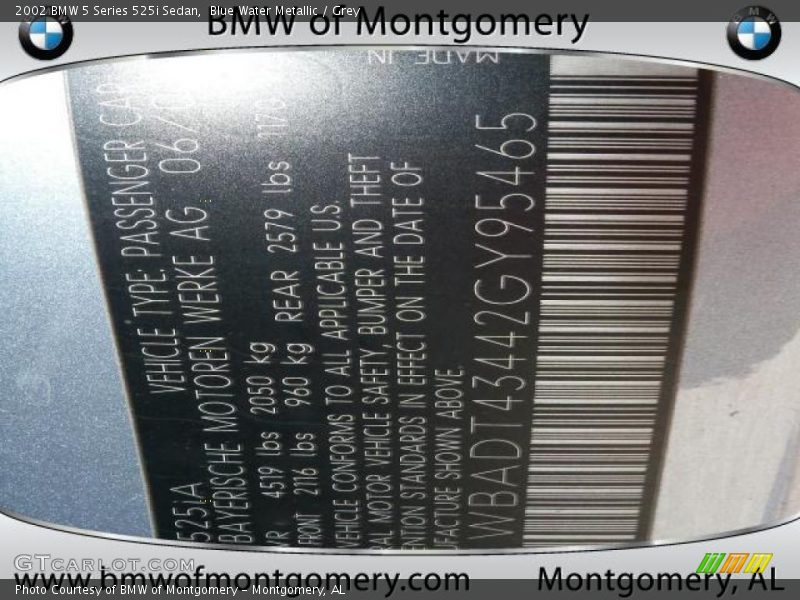 2002 BMW 5 Series 525i Sedan, Blue Water Metallic / Grey
BMW of Montgomery
MADE IN
525iA VEHICLE TYPE: PASSENGER CAR
BAYERISCHE MOTOREN WERKE AG 06/
4519 lbs 2050 kg
FRONT 2116 lbs 960 kg REAR 2579 lbs 117
VEHICLE CONFORMS TO ALL APPLICABLE U.S.
MOTOR VEHICLE SAFETY, BUMPER AND THEFT
STANDARDS IN EFFECT ON THE DATE OF
SHOWN ABOVE.
WBADT43442GY95465
GTCARLOT.COM
www.bmwofmontgomery.com Montgomery, AL
Photo Courtesy of BMW of Montgomery - Montgomery, AL